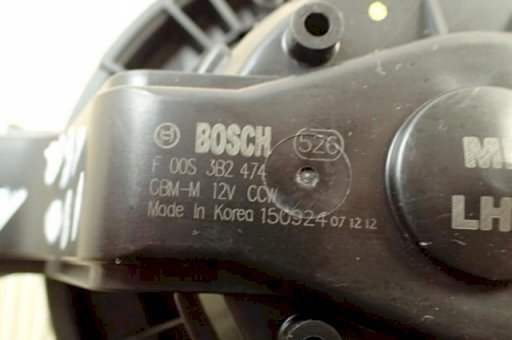 BOSCH 526
F 00S 3B2 474
CBM-M 12V CCW
Made in Korea 150924 07 12 12
LH